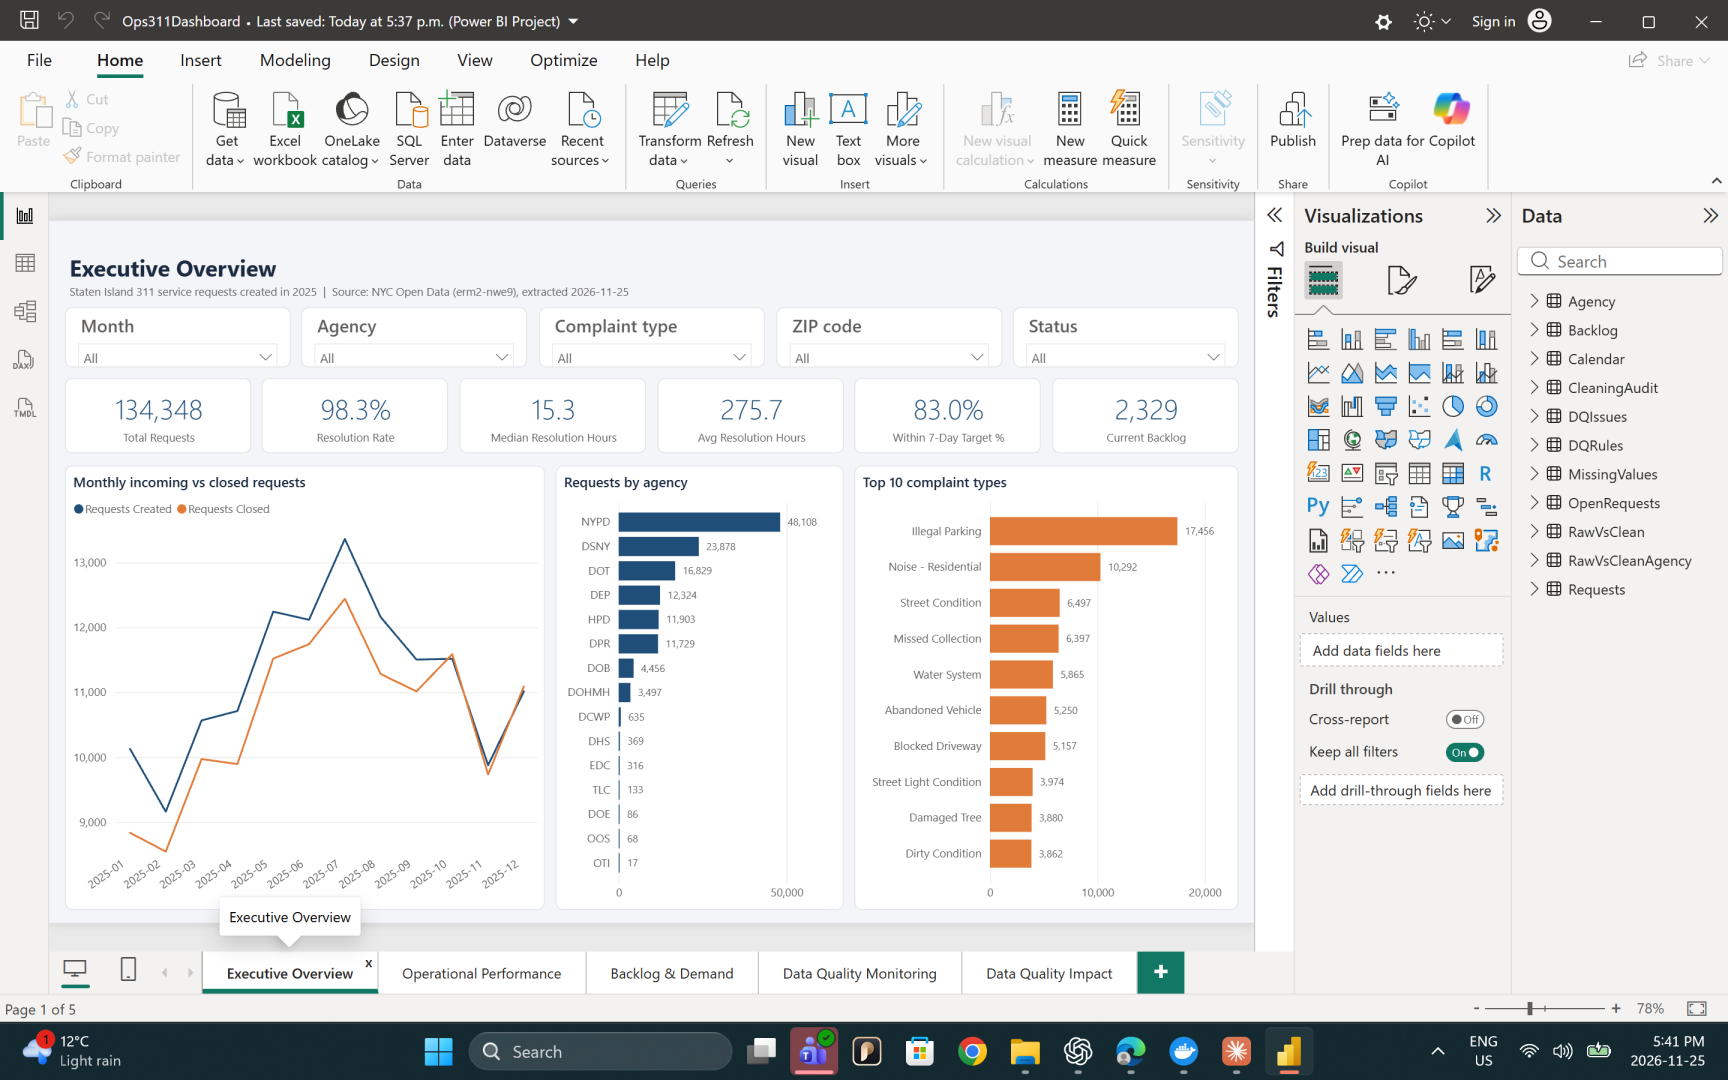 Ops311Dashboard • Last saved: Today at 5:37 p.m. (Power BI Project)
Sign in
File
Home
Insert
Modeling
Design
View
Optimize
Help
Share
Paste
Cut
Copy
Format painter
Clipboard
Get data
Excel workbook
OneLake catalog
SQL Server
Enter data
Dataverse
Recent sources
Data
Transform data
Refresh
Queries
New visual
Text box
More visuals
Insert
New visual calculation
New measure
Quick measure
Calculations
Sensitivity
Sensitivity
Publish
Share
Prep data for AI
Copilot
Copilot
DAX
TMDL
Executive Overview
Staten Island 311 service requests created in 2025 | Source: NYC Open Data (erm2-nwe9), extracted 2026-11-25
Month
All
Agency
All
Complaint type
All
ZIP code
All
Status
All
134,348
Total Requests
98.3%
Resolution Rate
15.3
Median Resolution Hours
275.7
Avg Resolution Hours
83.0%
Within 7-Day Target %
2,329
Current Backlog
Monthly incoming vs closed requests
Requests Created
Requests Closed
13,000
12,000
11,000
10,000
9,000
2025-01
2025-02
2025-03
2025-04
2025-05
2025-06
2025-07
2025-08
2025-09
2025-10
2025-11
2025-12
Requests by agency
NYPD 48,108
DSNY 23,878
DOT 16,829
DEP 12,324
HPD 11,903
DPR 11,729
DOB 4,456
DOHMH 3,497
DCWP 635
DHS 369
EDC 316
TLC 133
DOE 86
OOS 68
OTI 17
0 50,000
Top 10 complaint types
Illegal Parking 17,456
Noise - Residential 10,292
Street Condition 6,497
Missed Collection 6,397
Water System 5,865
Abandoned Vehicle 5,250
Blocked Driveway 5,157
Street Light Condition 3,974
Damaged Tree 3,880
Dirty Condition 3,862
0 10,000 20,000
Executive Overview
Filters
Visualizations
Build visual
123
R
Py
Values
Add data fields here
Drill through
Cross-report
Off
Keep all filters
On
Add drill-through fields here
Data
Search
Agency
Backlog
Calendar
CleaningAudit
DQIssues
DQRules
MissingValues
OpenRequests
RawVsClean
RawVsCleanAgency
Requests
Executive Overview
x
Operational Performance
Backlog & Demand
Data Quality Monitoring
Data Quality Impact
+
Page 1 of 5
- + 78%
1
12°C
Light rain
Search
ENG
US
5:41 PM
2026-11-25